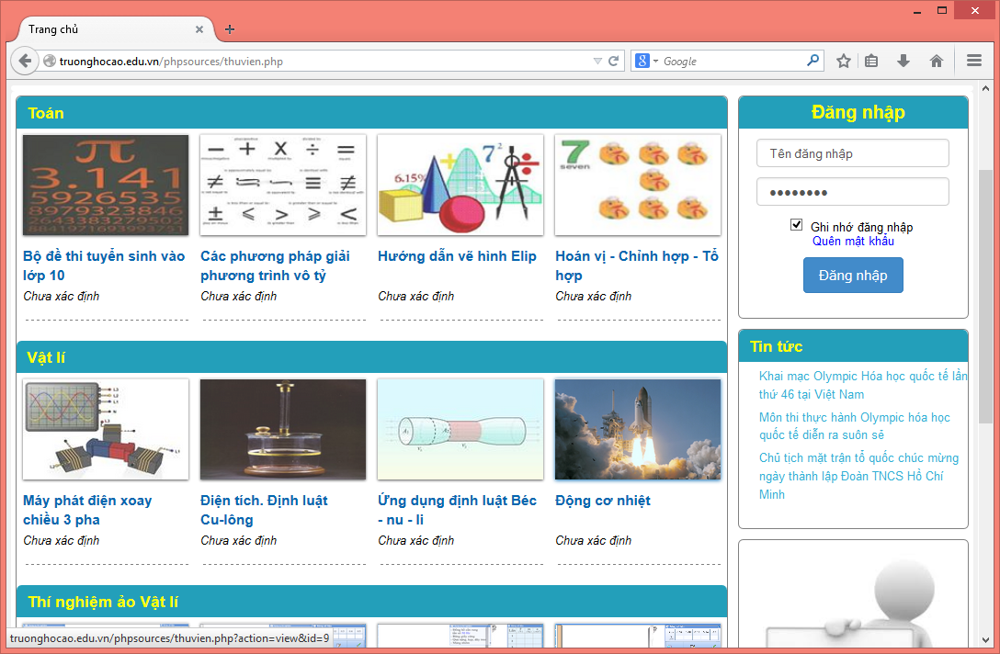 Trang chủ
truonghocao.edu.vn/phpsources/thuvien.php
Google
Toán
π
3.141
5926535
8979323846
2643383279502
7
seven
6.15%
7²
Bộ đề thi tuyển sinh vào
lớp 10
Chưa xác định
Các phương pháp giải
phương trình vô tỷ
Chưa xác định
Hướng dẫn vẽ hình Elip
Chưa xác định
Hoán vị - Chỉnh hợp - Tổ
hợp
Chưa xác định
Vật lí
Máy phát điện xoay
chiều 3 pha
Chưa xác định
Điện tích. Định luật
Cu-lông
Chưa xác định
Ứng dụng định luật Béc
- nu - li
Chưa xác định
Động cơ nhiệt
Chưa xác định
Thí nghiệm ảo Vật lí
Đăng nhập
Tên đăng nhập
Ghi nhớ đăng nhập
Quên mật khẩu
Đăng nhập
Tin tức
Khai mạc Olympic Hóa học quốc tế lần
thứ 46 tại Việt Nam
Môn thi thực hành Olympic hóa học
quốc tế diễn ra suôn sẻ
Chủ tịch mặt trận tổ quốc chúc mừng
ngày thành lập Đoàn TNCS Hồ Chí
Minh
truonghocao.edu.vn/phpsources/thuvien.php?action=view&id=9